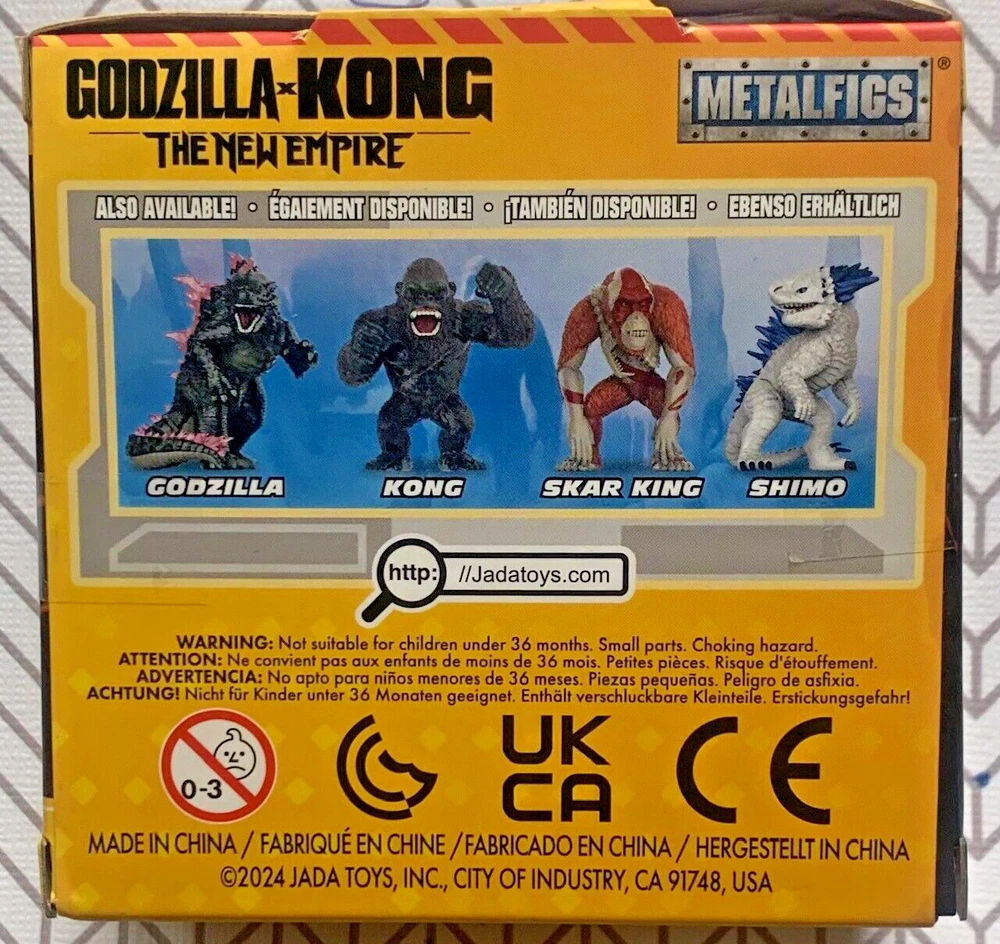 GODZILLA x KONG
THE NEW EMPIRE
METALFIGS®
ALSO AVAILABLE! • ÉGAIEMENT DISPONIBLE! • ¡TAMBIÉN DISPONIBLE! • EBENSO ERHÄLTLICH
GODZILLA
KONG
SKAR KING
SHIMO
http: //Jadatoys.com
WARNING: Not suitable for children under 36 months. Small parts. Choking hazard.
ATTENTION: Ne convient pas aux enfants de moins de 36 mois. Petites pièces. Risque d'étouffement.
ADVERTENCIA: No apto para niños menores de 36 meses. Piezas pequeñas. Peligro de asfixia.
ACHTUNG! Nicht für Kinder unter 36 Monaten geeignet. Enthält verschluckbare Kleinteile. Erstickungsgefahr!
0-3
UK
CA
CE
MADE IN CHINA / FABRIQUÉ EN CHINE / FABRICADO EN CHINA / HERGESTELLT IN CHINA
©2024 JADA TOYS, INC., CITY OF INDUSTRY, CA 91748, USA